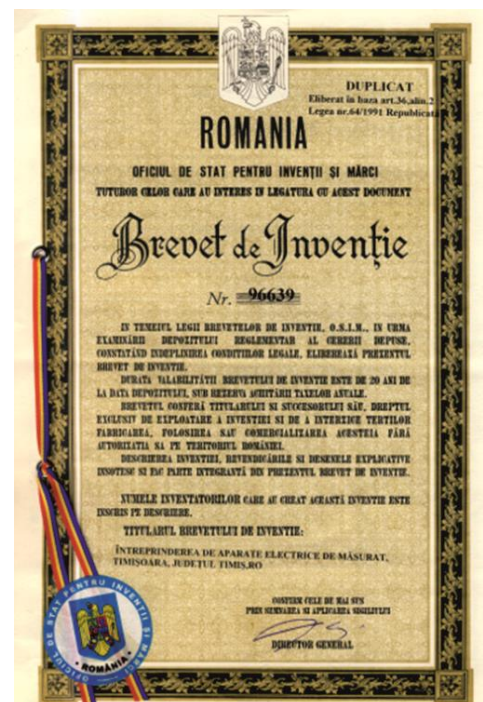 DUPLICAT
Eliberat în baza art.36,alin.2
Legea nr.64/1991 Republicată
ROMANIA
OFICIUL DE STAT PENTRU INVENȚII ȘI MĂRCI
TUTUROR CELOR CARE AU INTERES IN LEGATURA CU ACEST DOCUMENT
Brevet de Invenție
Nr. 96639
IN TEMEIUL LEGII BREVETELOR DE INVENTIE, O.S.I.M., IN URMA
EXAMINĂRII DEPOZITULUI REGLEMENTAR AL CERERII DEPUSE,
CONSTATÂND INDEPLINIREA CONDITIILOR LEGALE, ELIBEREAZĂ PREZENTUL
BREVET DE INVENTIE.
DURATA VALABILITĂTII BREVETULUI DE INVENTIE ESTE DE 20 ANI DE
LA DATA DEPOZITULUI, SUB REZERVA ACHITĂRII TAXELOR ANUALE.
BREVETUL CONFERĂ TITULARULUI SI SUCCESORULUI SĂU, DREPTUL
EXCLUSIV DE EXPLOATARE A INVENTIEI SI DE A INTERZICE TERTILOR
FABRICAREA, FOLOSIREA SAU COMERCIALIZAREA ACESTEIA FĂRĂ
AUTORIZATIA SA PE TERITORIUL ROMÂNIEI.
DESCRIEREA INVENTIEI, REVENDICĂRILE SI DESENELE EXPLICATIVE
INSOTESC SI FAC PARTE INTEGRANTĂ DIN PREZENTUL BREVET DE INVENTIE.
NUMELE INVENTATORILOR CARE AU CREAT ACEASTĂ INVENTIE ESTE
INSCRIS PE DESCRIERE.
TITULARUL BREVETULUI DE INVENTIE:
ÎNTREPRINDEREA DE APARATE ELECTRICE DE MĂSURAT,
TIMIȘOARA, JUDEȚUL TIMIȘ,RO
CONFIRM CELE DE MAI SUS
PRIN SEMNAREA SI APLICAREA SIGILIULUI
DIRECTOR GENERAL
OFICIUL DE STAT PENTRU INVENȚII ȘI MĂRCI
• ROMÂNIA •